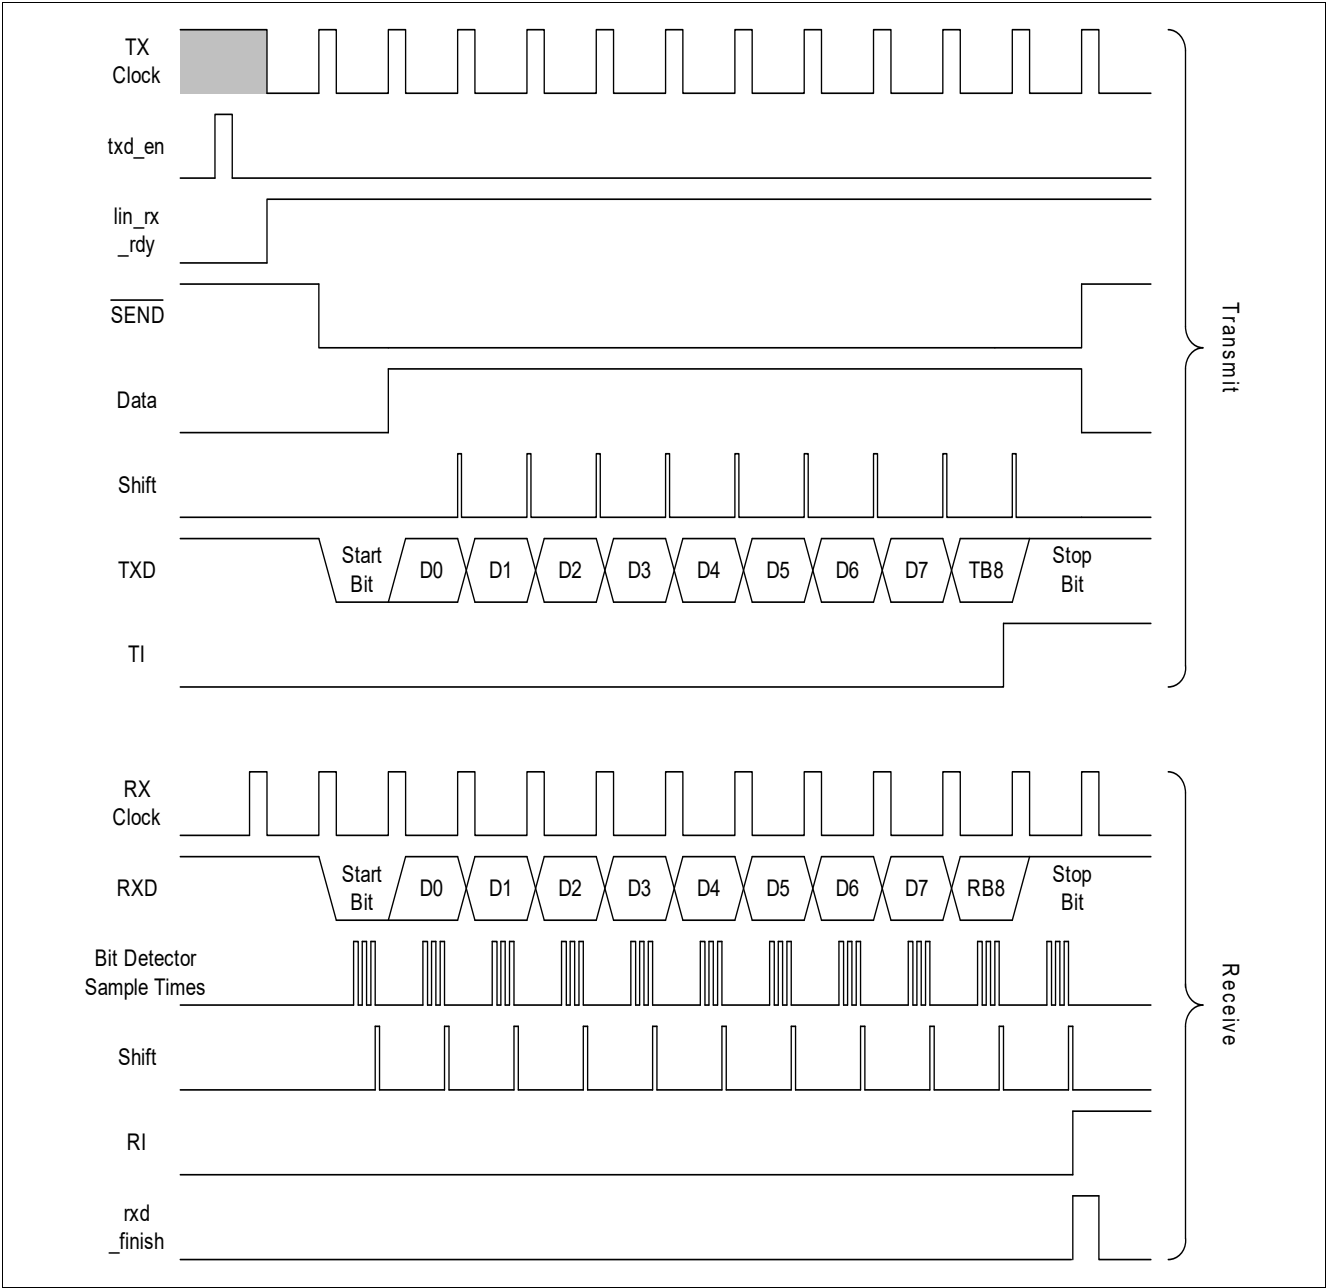 TX
Clock
txd_en
lin_rx
_rdy
SEND
Data
Shift
TXD
Start
Bit
D0
D1
D2
D3
D4
D5
D6
D7
TB8
Stop
Bit
TI
Transmit
RX
Clock
RXD
Start
Bit
D0
D1
D2
D3
D4
D5
D6
D7
RB8
Stop
Bit
Bit Detector
Sample Times
Shift
RI
rxd
_finish
Receive